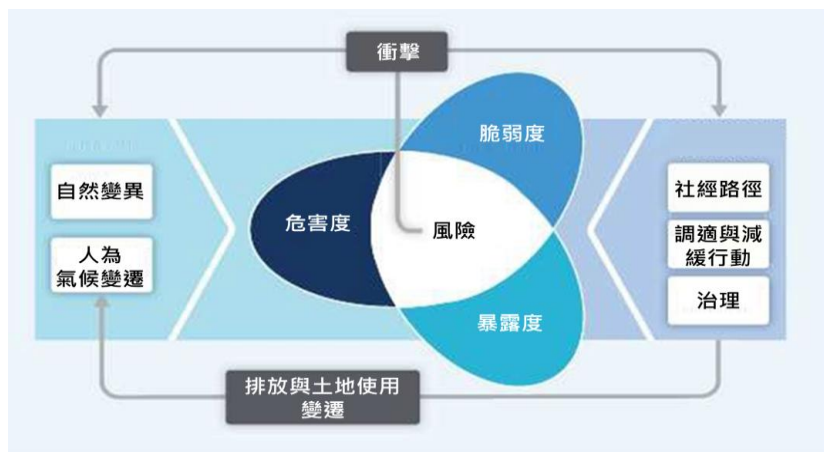 衝擊
脆弱度
自然變異
社經路徑
危害度
風險
調適與減
緩行動
人為
氣候變遷
治理
暴露度
排放與土地使用
變遷